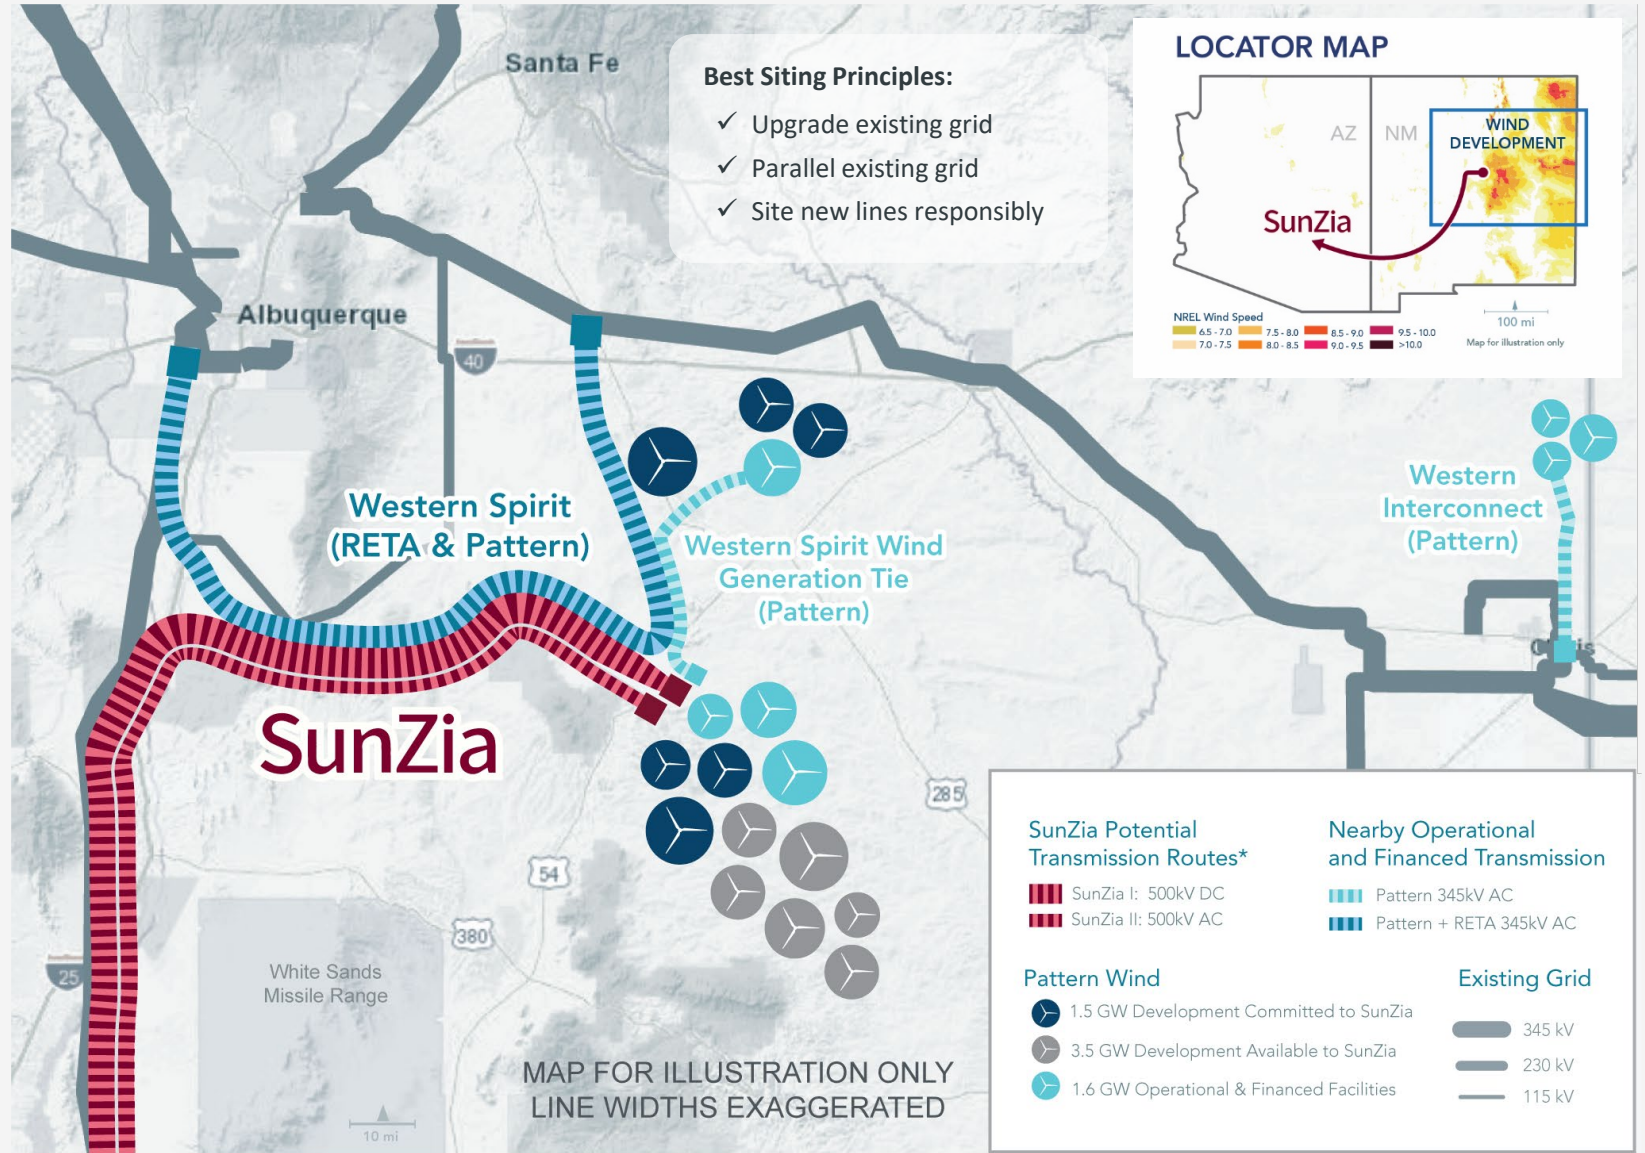 Santa Fe
Best Siting Principles:
✓ Upgrade existing grid
✓ Parallel existing grid
✓ Site new lines responsibly
LOCATOR MAP
AZ
NM
WIND
DEVELOPMENT
SunZia
NREL Wind Speed
6.5 - 7.0
7.5 - 8.0
8.5 - 9.0
9.5 - 10.0
7.0 - 7.5
8.0 - 8.5
9.0 - 9.5
>10.0
100 mi
Map for illustration only
Albuquerque
40
Western Spirit
(RETA & Pattern)
Western Spirit Wind
Generation Tie
(Pattern)
Western
Interconnect
(Pattern)
SunZia
285
54
380
25
White Sands
Missile Range
10 mi
MAP FOR ILLUSTRATION ONLY
LINE WIDTHS EXAGGERATED
SunZia Potential
Transmission Routes*
SunZia I: 500kV DC
SunZia II: 500kV AC
Nearby Operational
and Financed Transmission
Pattern 345kV AC
Pattern + RETA 345kV AC
Pattern Wind
1.5 GW Development Committed to SunZia
3.5 GW Development Available to SunZia
1.6 GW Operational & Financed Facilities
Existing Grid
345 kV
230 kV
115 kV